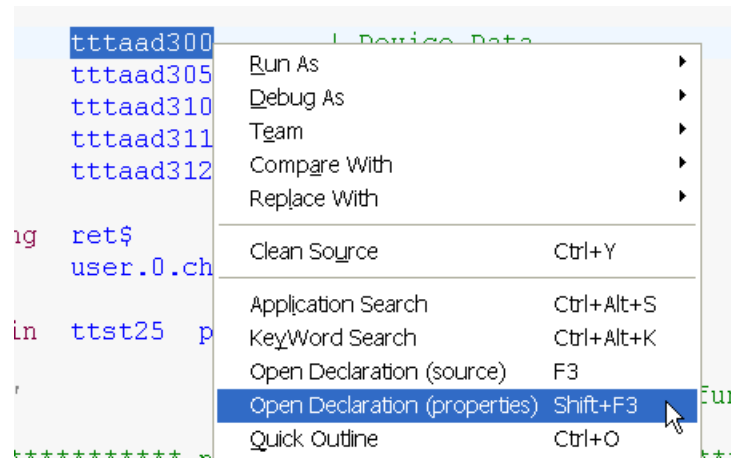 tttaad300 ! Device Data
tttaad305
tttaad310
tttaad311
tttaad312
ng ret$
user.0.ch
in ttst25 p
Run As
Debug As
Team
Compare With
Replace With
Clean Source Ctrl+Y
Application Search Ctrl+Alt+S
KeyWord Search Ctrl+Alt+K
Open Declaration (source) F3
Open Declaration (properties) Shift+F3
Quick Outline Ctrl+O
fun